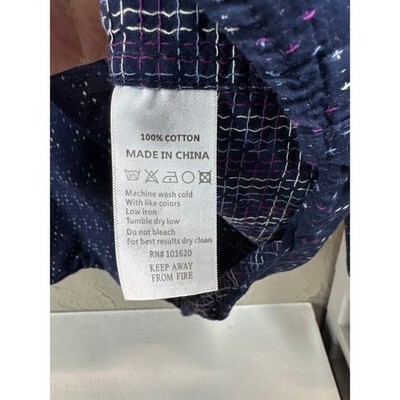 100% COTTON
MADE IN CHINA
Machine wash cold
With like colors
Low iron
Tumble dry low
Do not bleach
For best results dry clean
RN# 101620
KEEP AWAY
FROM FIRE